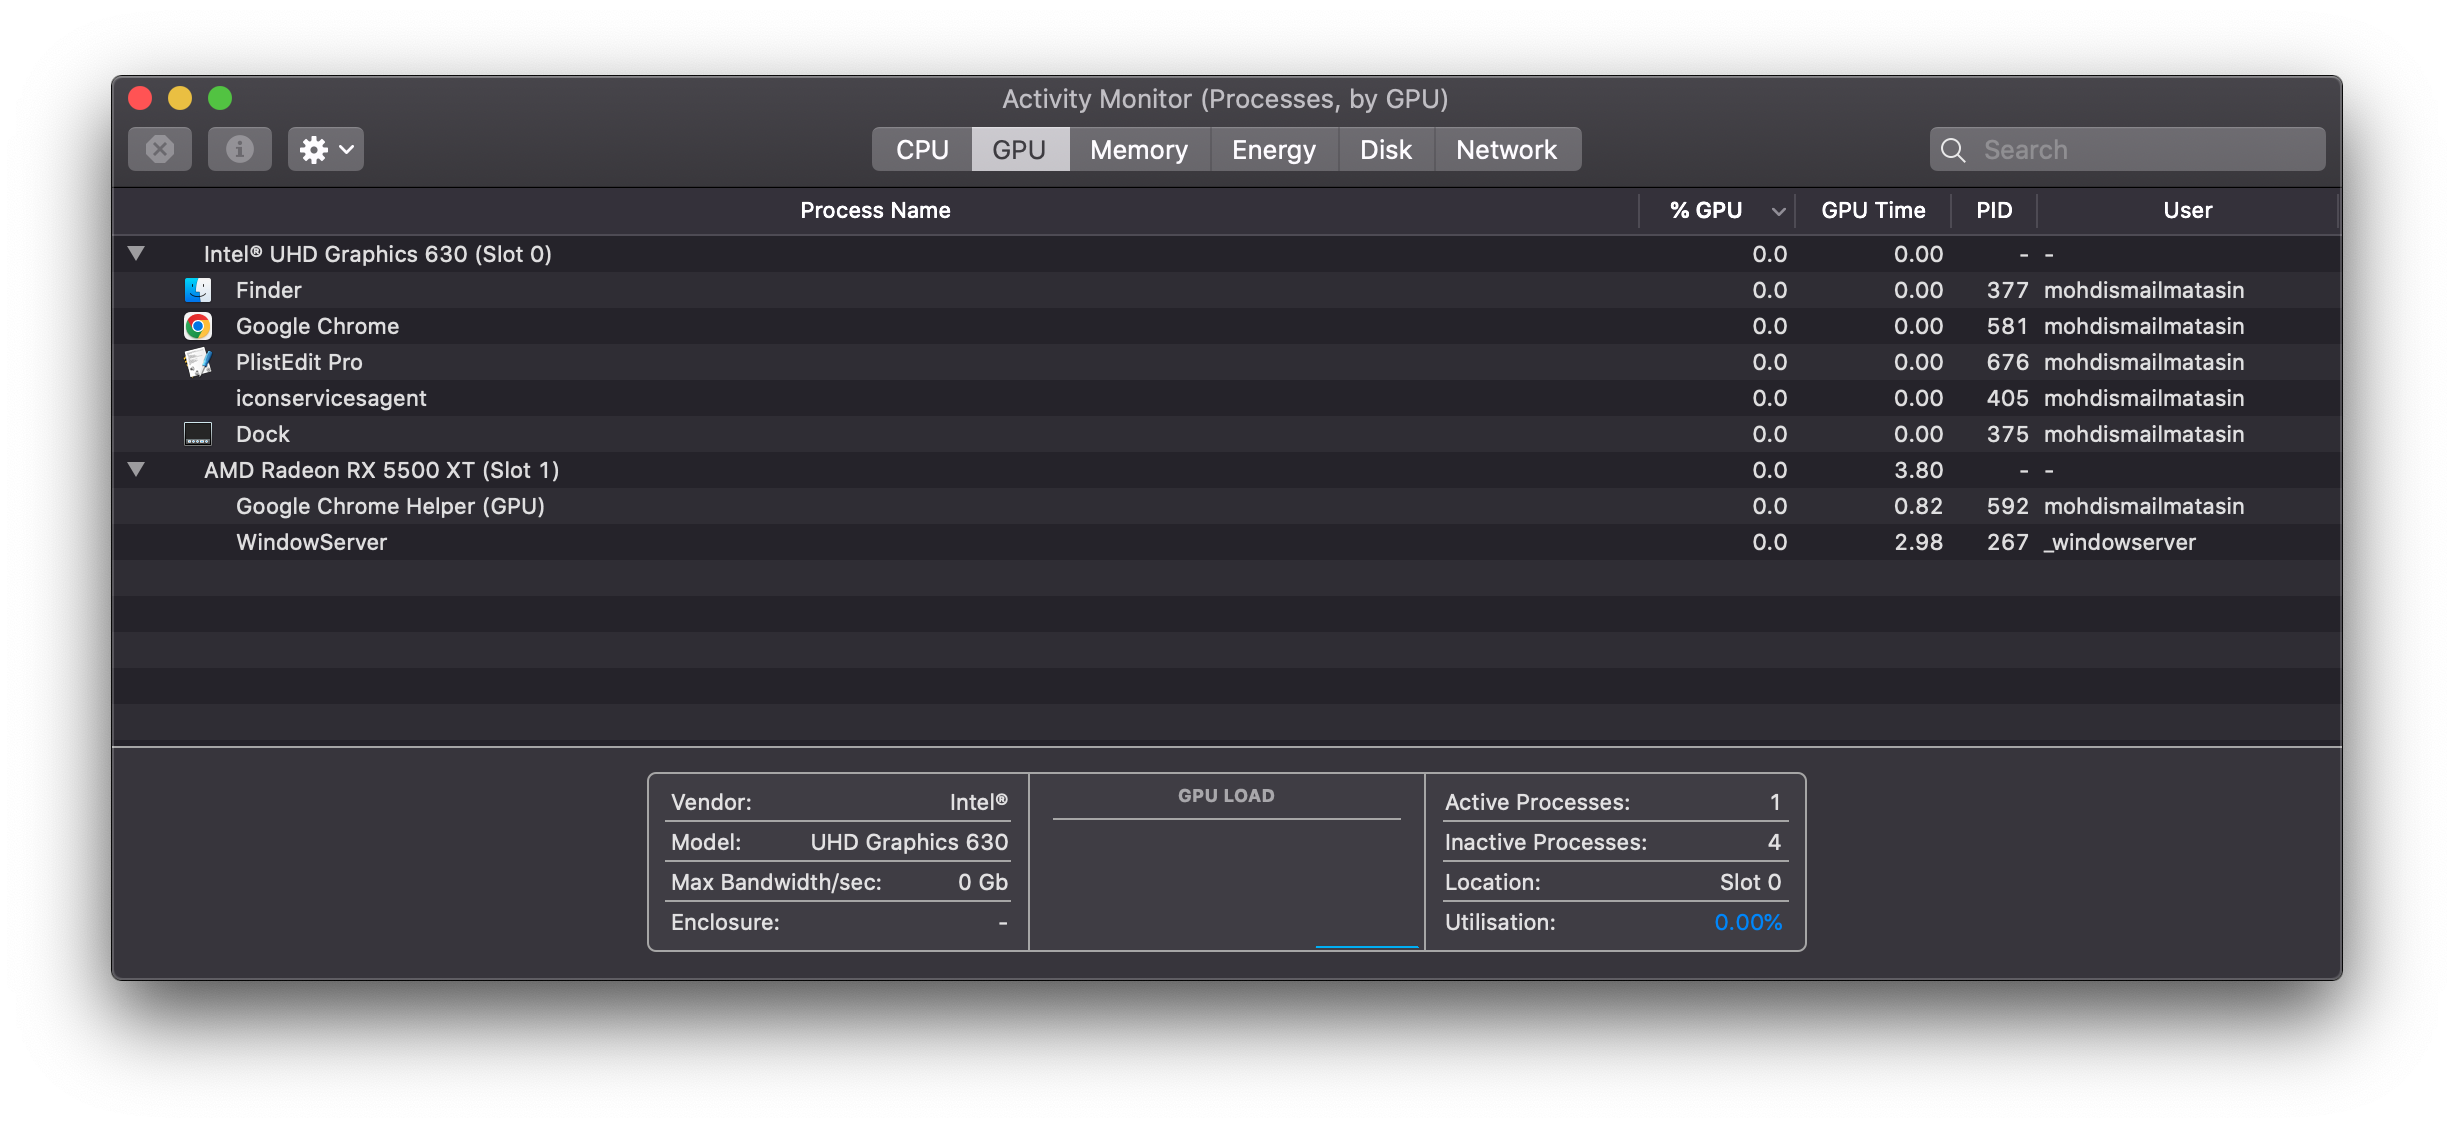 Activity Monitor (Processes, by GPU)
CPU GPU Memory Energy Disk Network Search
Process Name % GPU GPU Time PID User
Intel® UHD Graphics 630 (Slot 0) 0.0 0.00 - -
Finder 0.0 0.00 377 mohdismailmatasin
Google Chrome 0.0 0.00 581 mohdismailmatasin
PlistEdit Pro 0.0 0.00 676 mohdismailmatasin
iconservicesagent 0.0 0.00 405 mohdismailmatasin
Dock 0.0 0.00 375 mohdismailmatasin
AMD Radeon RX 5500 XT (Slot 1) 0.0 3.80 - -
Google Chrome Helper (GPU) 0.0 0.82 592 mohdismailmatasin
WindowServer 0.0 2.98 267 _windowserver
Vendor: Intel®
Model: UHD Graphics 630
Max Bandwidth/sec: 0 Gb
Enclosure: -
GPU LOAD
Active Processes: 1
Inactive Processes: 4
Location: Slot 0
Utilisation: 0.00%